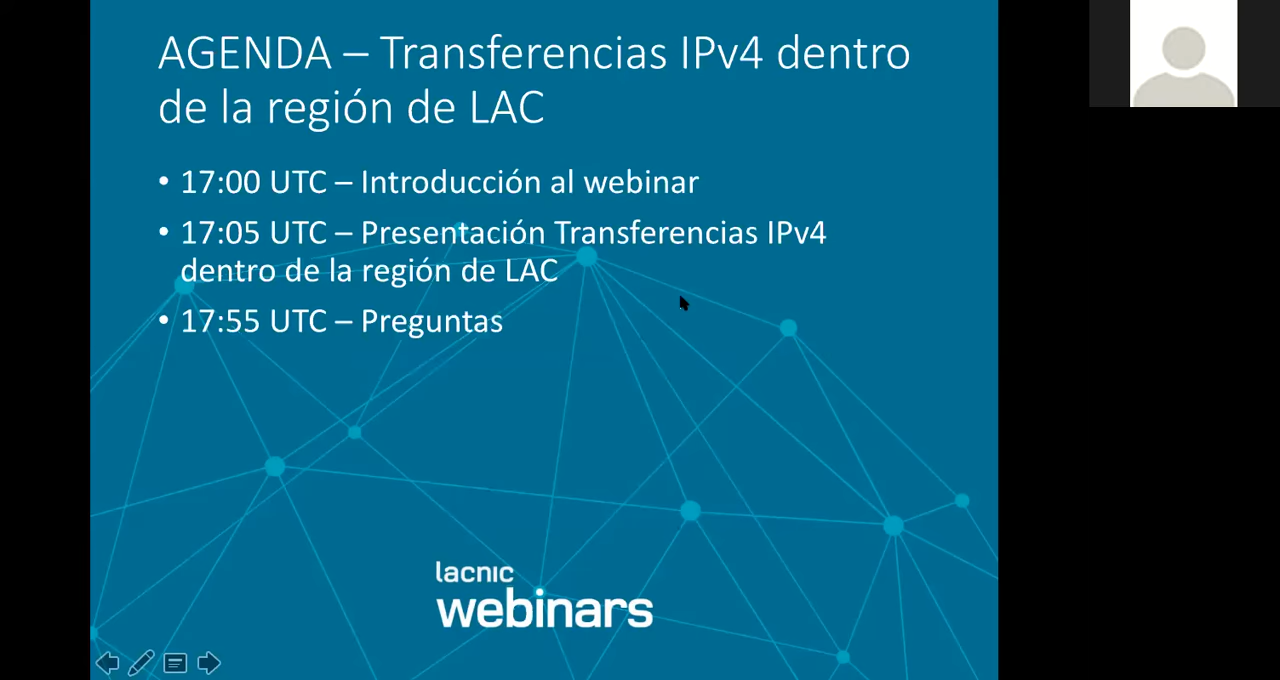 AGENDA – Transferencias IPv4 dentro
de la región de LAC
• 17:00 UTC – Introducción al webinar
• 17:05 UTC – Presentación Transferencias IPv4
dentro de la región de LAC
• 17:55 UTC – Preguntas
lacnic
webinars